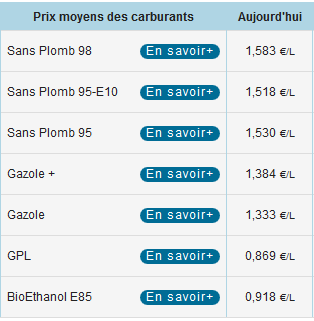 Prix moyens des carburants Aujourd'hui
Sans Plomb 98 En savoir+ 1,583 €/L
Sans Plomb 95-E10 En savoir+ 1,518 €/L
Sans Plomb 95 En savoir+ 1,530 €/L
Gazole + En savoir+ 1,384 €/L
Gazole En savoir+ 1,333 €/L
GPL En savoir+ 0,869 €/L
BioEthanol E85 En savoir+ 0,918 €/L